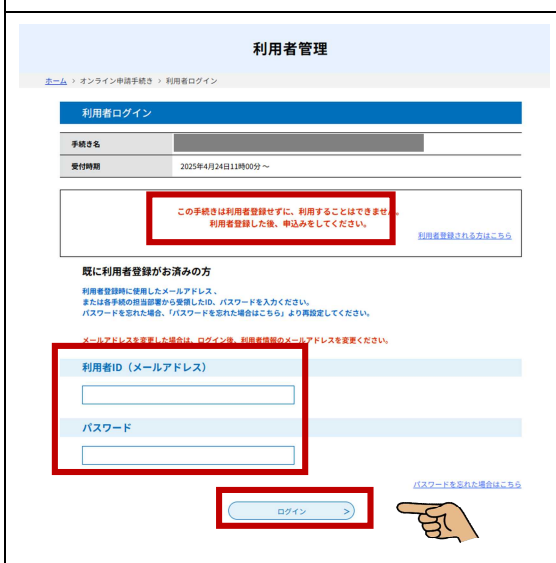 利用者管理
ホーム > オンライン申請手続き > 利用者ログイン
利用者ログイン
手続き名
受付時期 2025年4月24日11時00分 ～
この手続きは利用者登録せずに、利用することはできません。
利用者登録した後、申込みをしてください。
利用者登録される方はこちら
既に利用者登録がお済みの方
利用者登録時に使用したメールアドレス、
または各手続の担当部署から受領したID、パスワードを入力ください。
パスワードを忘れた場合、「パスワードを忘れた場合はこちら」より再設定してください。
メールアドレスを変更した場合は、ログイン後、利用者情報のメールアドレスを変更ください。
利用者ID（メールアドレス）
パスワード
パスワードを忘れた場合はこちら
ログイン >